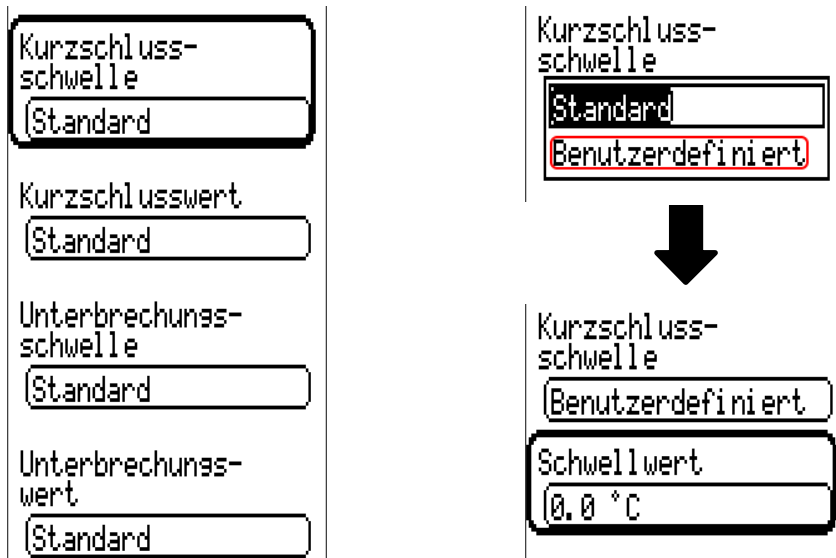 Kurzschluss-
schwelle
Standard
Kurzschlusswert
Standard
Unterbrechungs-
schwelle
Standard
Unterbrechungs-
wert
Standard
Kurzschluss-
schwelle
Standard
Benutzerdefiniert
Kurzschluss-
schwelle
Benutzerdefiniert
Schwellwert
0.0 °C